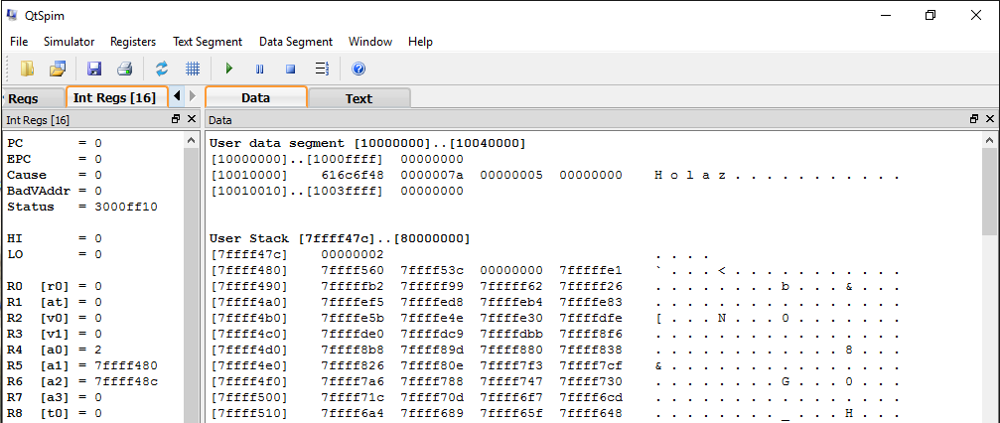 QtSpim
File Simulator Registers Text Segment Data Segment Window Help
Regs Int Regs [16] Data Text
Int Regs [16] Data
PC = 0
EPC = 0
Cause = 0
BadVAddr = 0
Status = 3000ff10
HI = 0
LO = 0
R0 [r0] = 0
R1 [at] = 0
R2 [v0] = 0
R3 [v1] = 0
R4 [a0] = 2
R5 [a1] = 7ffff480
R6 [a2] = 7ffff48c
R7 [a3] = 0
R8 [t0] = 0
User data segment [10000000]..[10040000]
[10000000]..[1000ffff] 00000000
[10010000] 616c6f48 0000007a 00000005 00000000 H o l a z . . . . . . . . . . .
[10010010]..[1003ffff] 00000000
User Stack [7ffff47c]..[80000000]
[7ffff47c] 00000002 . . . .
[7ffff480] 7ffff560 7ffff53c 00000000 7fffffe1 ` . . . < . . . . . . . . . . .
[7ffff490] 7fffffb2 7fffff99 7fffff62 7fffff26 . . . . . . . . b . . . & . . .
[7ffff4a0] 7ffffef5 7ffffed8 7ffffeb4 7ffffe83 . . . . . . . . . . . . . . . .
[7ffff4b0] 7ffffe5b 7ffffe4e 7ffffe30 7ffffdfe [ . . . N . . . 0 . . . . . . .
[7ffff4c0] 7ffffde0 7ffffdc9 7ffffdbb 7ffff8f6 . . . . . . . . . . . . . . . .
[7ffff4d0] 7ffff8b8 7ffff89d 7ffff880 7ffff838 . . . . . . . . . . . . 8 . . .
[7ffff4e0] 7ffff826 7ffff80e 7ffff7f3 7ffff7cf & . . . . . . . . . . . . . . .
[7ffff4f0] 7ffff7a6 7ffff788 7ffff747 7ffff730 . . . . . . . . G . . . 0 . . .
[7ffff500] 7ffff71c 7ffff70d 7ffff6f7 7ffff6cd . . . . . . . . . . . . . . . .
[7ffff510] 7ffff6a4 7ffff689 7ffff65f 7ffff648 . . . . . . . . _ . . . H . . .